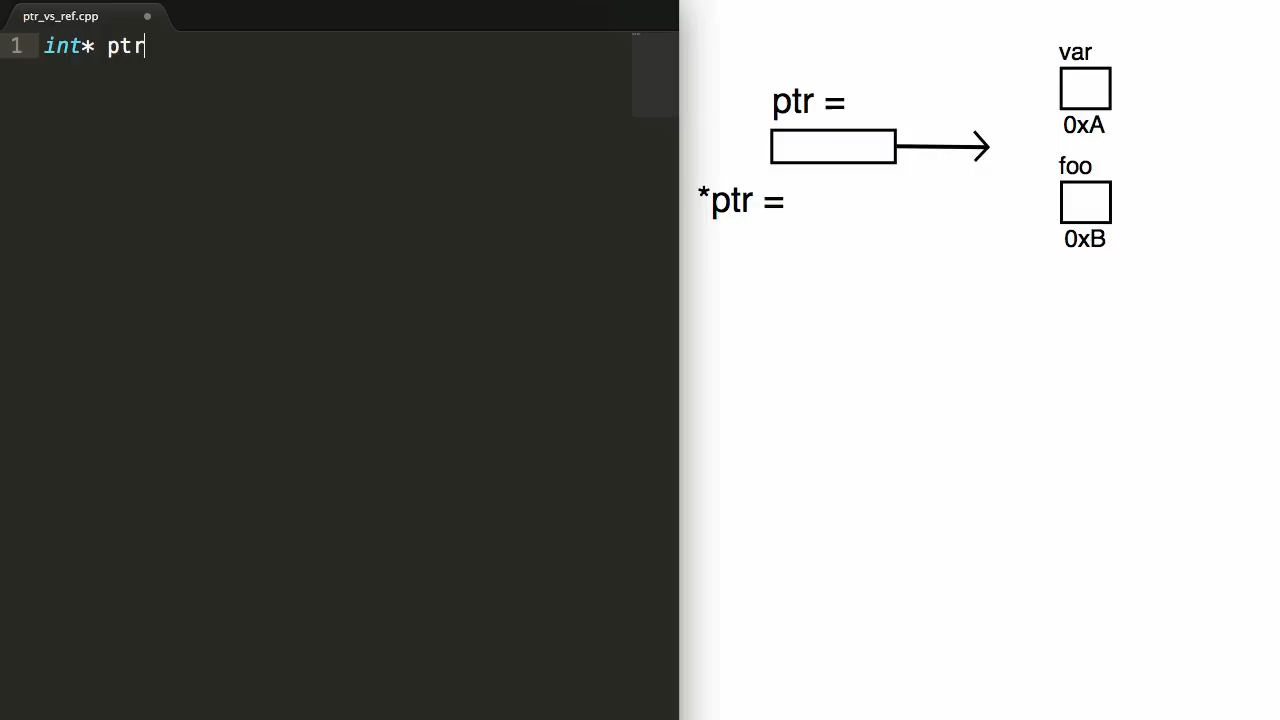 ptr_vs_ref.cpp
1 int* ptr
ptr =
*ptr =
var
0xA
foo
0xB